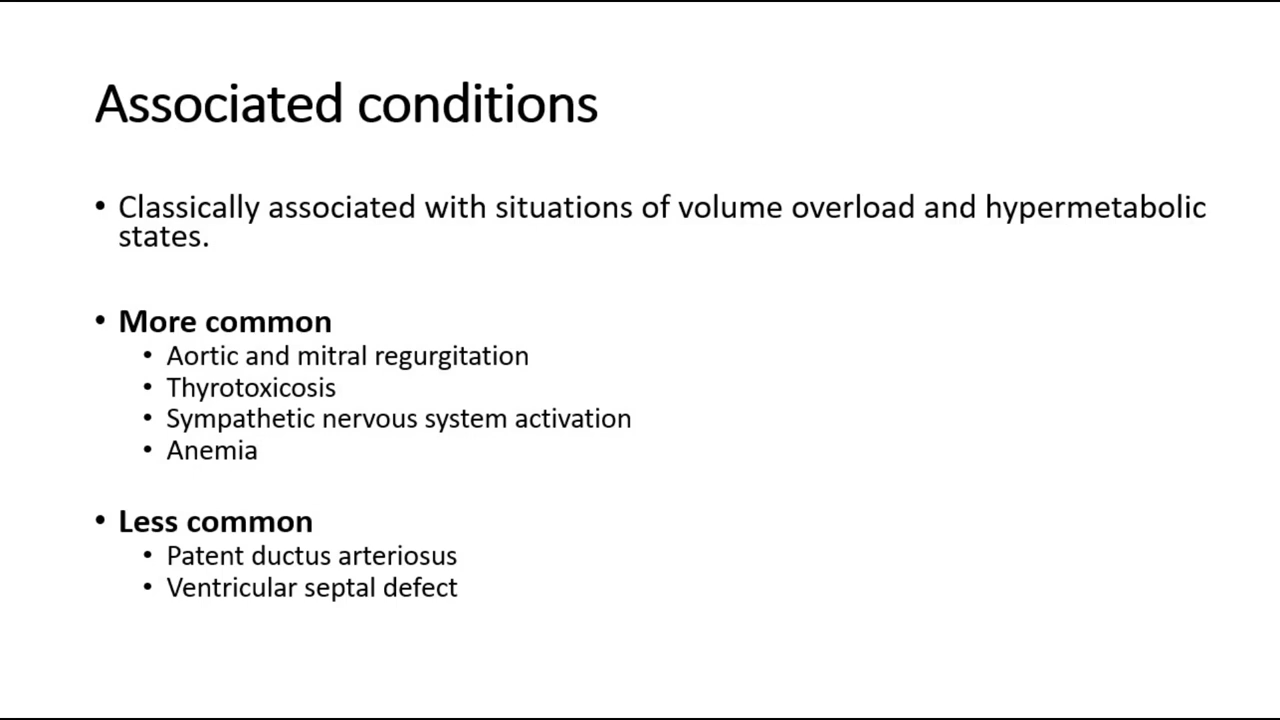 Associated conditions
• Classically associated with situations of volume overload and hypermetabolic
states.
• More common
• Aortic and mitral regurgitation
• Thyrotoxicosis
• Sympathetic nervous system activation
• Anemia
• Less common
• Patent ductus arteriosus
• Ventricular septal defect